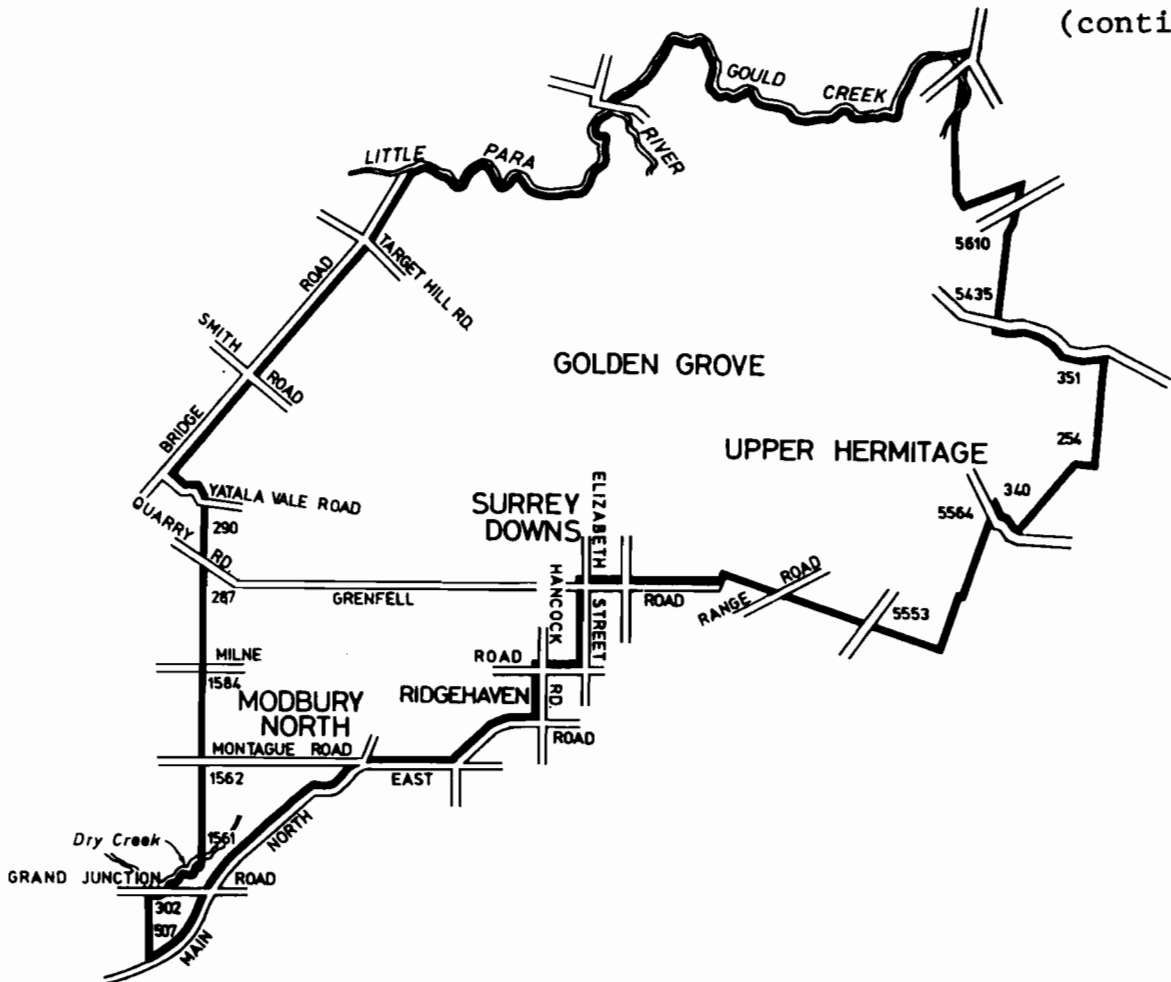 (conti
GOULD CREEK
LITTLE PARA RIVER
TARGET HILL RD.
ROAD
SMITH ROAD
BRIDGE
5610
5435
GOLDEN GROVE
351
254
UPPER HERMITAGE
340
5564
YATALA VALE ROAD
QUARRY RD.
290
SURREY
DOWNS
ELIZABETH STREET
HANCOCK RD.
287
GRENFELL ROAD
RANGE ROAD
5553
MILNE ROAD
1584
MODBURY
NORTH
RIDGEHAVEN
ROAD
MONTAGUE ROAD
1562
EAST
NORTH
1561
Dry Creek
GRAND JUNCTION ROAD
302
507
MAIN